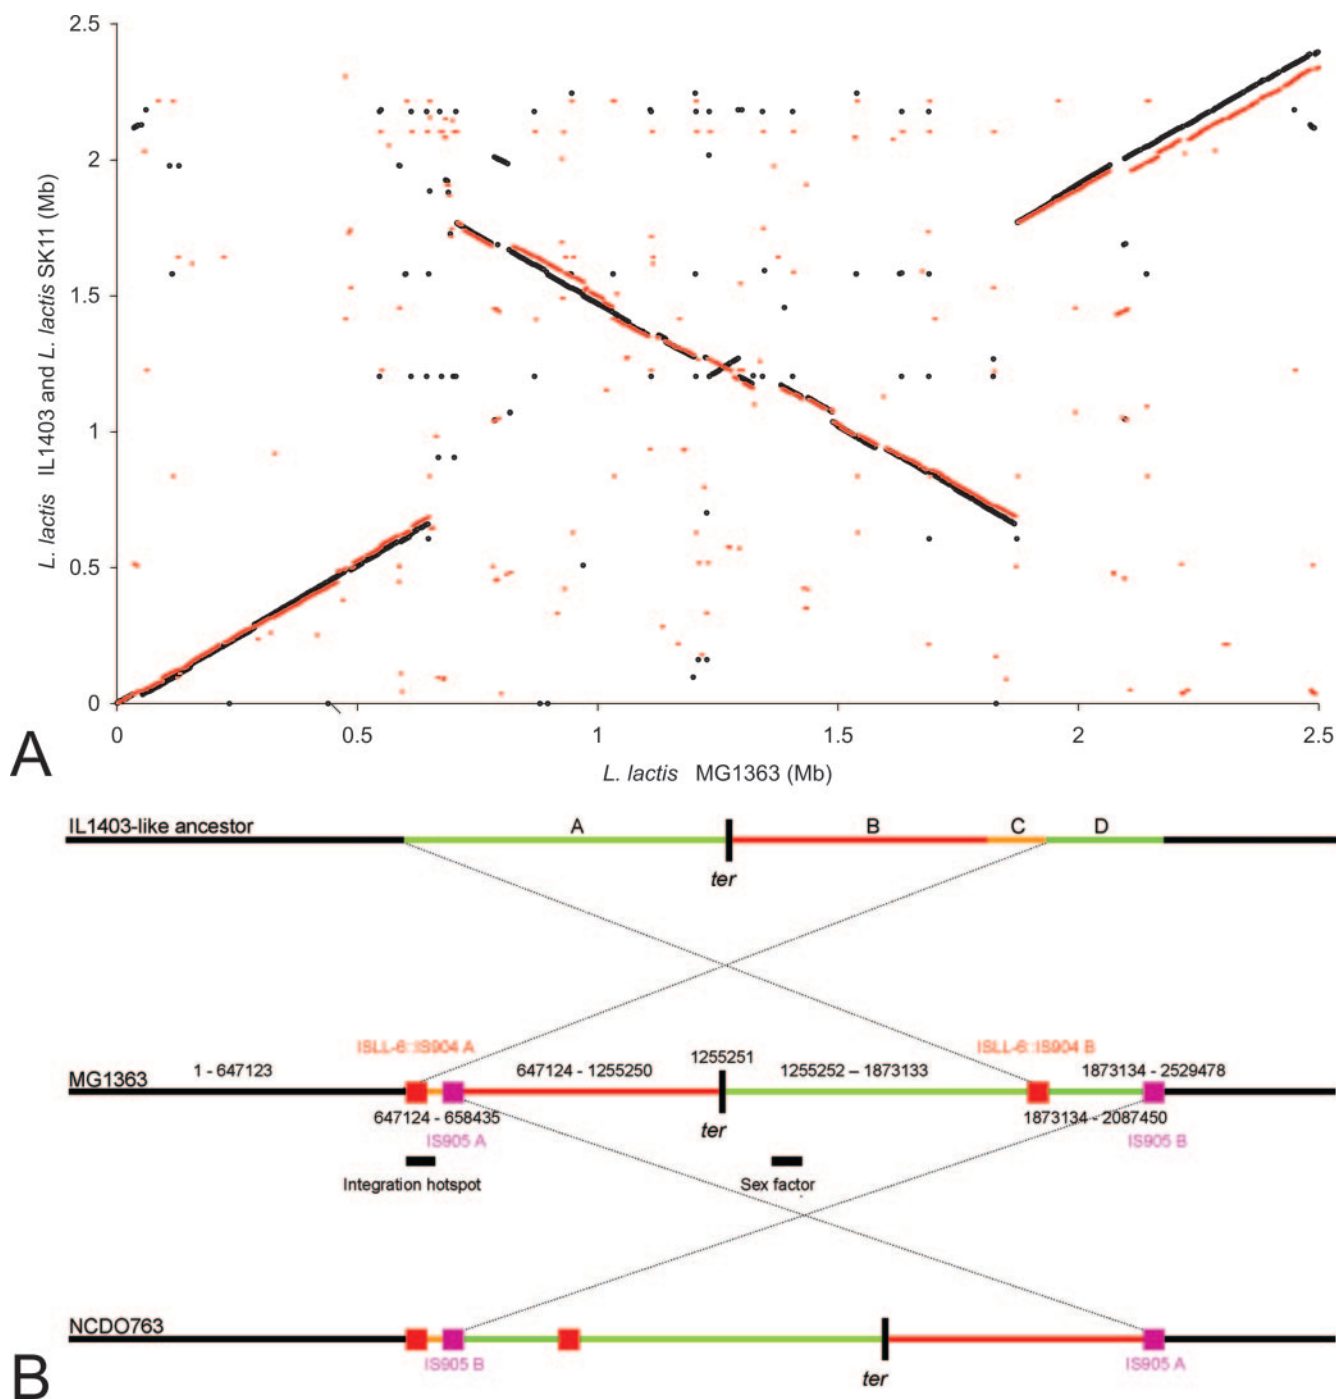 2.5
2
1.5
1
0.5
0
L. lactis IL1403 and L. lactis SK11 (Mb)
0 0.5 1 1.5 2 2.5
L. lactis MG1363 (Mb)
A
IL1403-like ancestor A B C D
ter
ISLL-6::IS904 A ISLL-6::IS904 B
1255251
1 - 647123 647124 - 1255250 1255252 – 1873133 1873134 - 2529478
MG1363
647124 - 658435 ter 1873134 - 2087450
IS905 A IS905 B
Integration hotspot Sex factor
NCDO763
IS905 B ter IS905 A
B